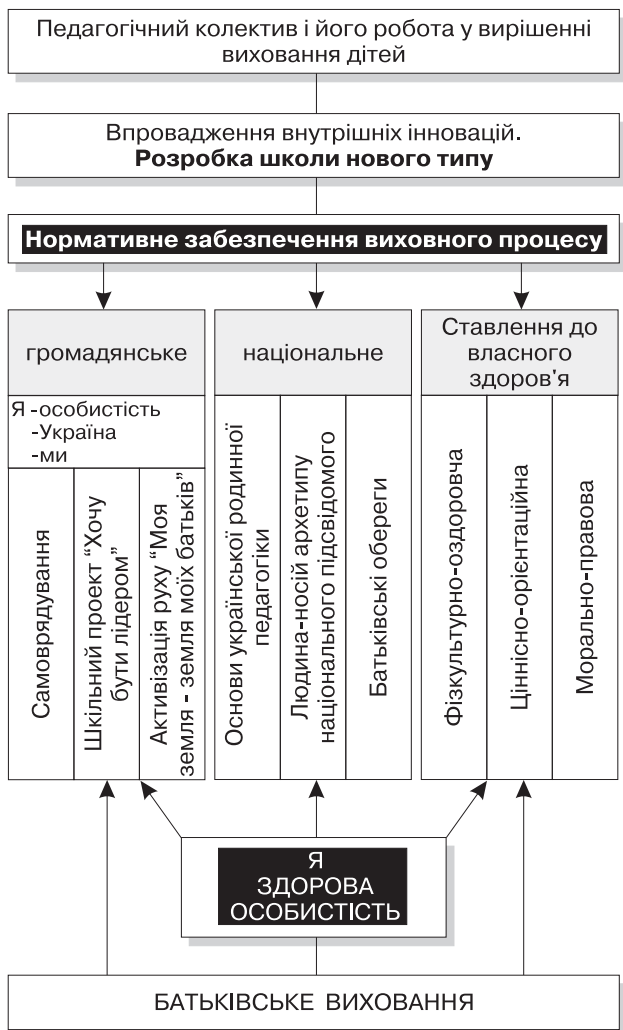 Педагогічний колектив і його робота у вирішенні
виховання дітей
Впровадження внутрішніх інновацій.
Розробка школи нового типу
Нормативне забезпечення виховного процесу
громадянське
Я -особистість
-Україна
-ми
Самоврядування
Шкільний проект “Хочу
бути лідером”
Активізація руху “Моя
земля - земля моїх батьків”
національне
Основи української родинної
педагогіки
Людина-носій архетипу
національного підсвідомого
Батьківські обереги
Ставлення до
власного
здоров'я
Фізкультурно-оздоровча
Ціннісно-орієнтаційна
Морально-правова
Я
ЗДОРОВА
ОСОБИСТІСТЬ
БАТЬКІВСЬКЕ ВИХОВАННЯ